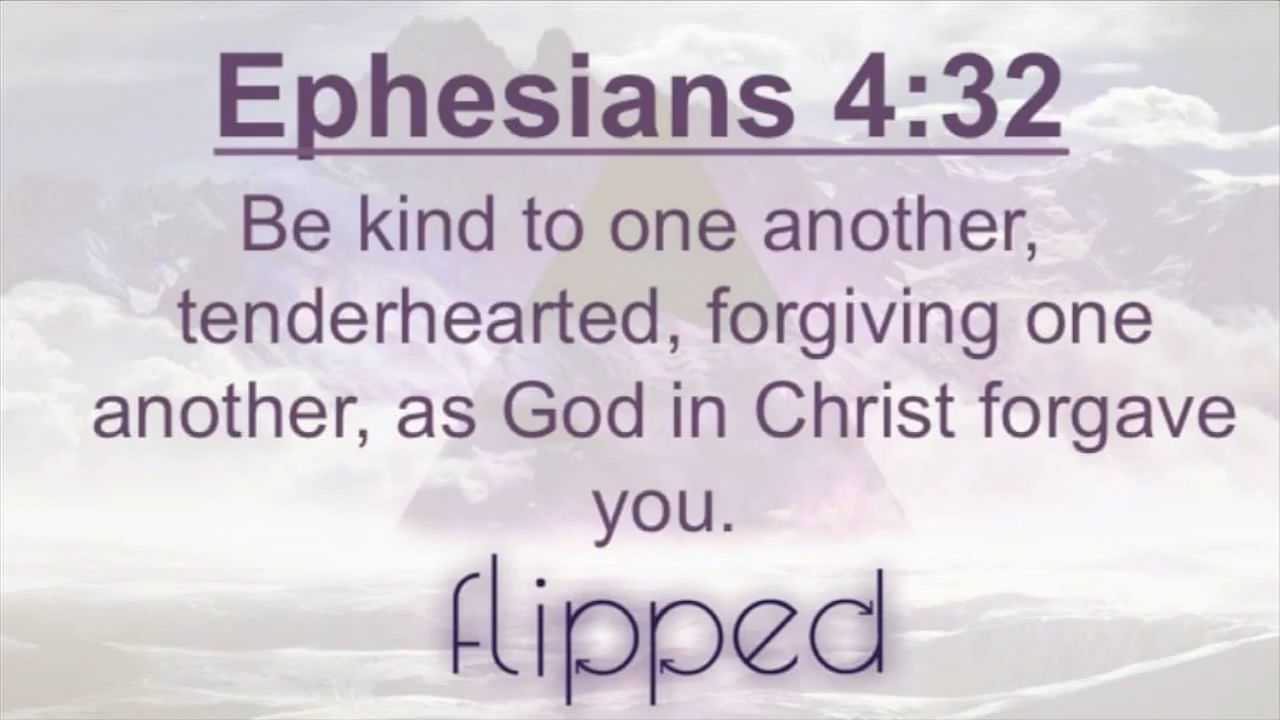 Ephesians 4:32
Be kind to one another,
tenderhearted, forgiving one
another, as God in Christ forgave
you.
flipped